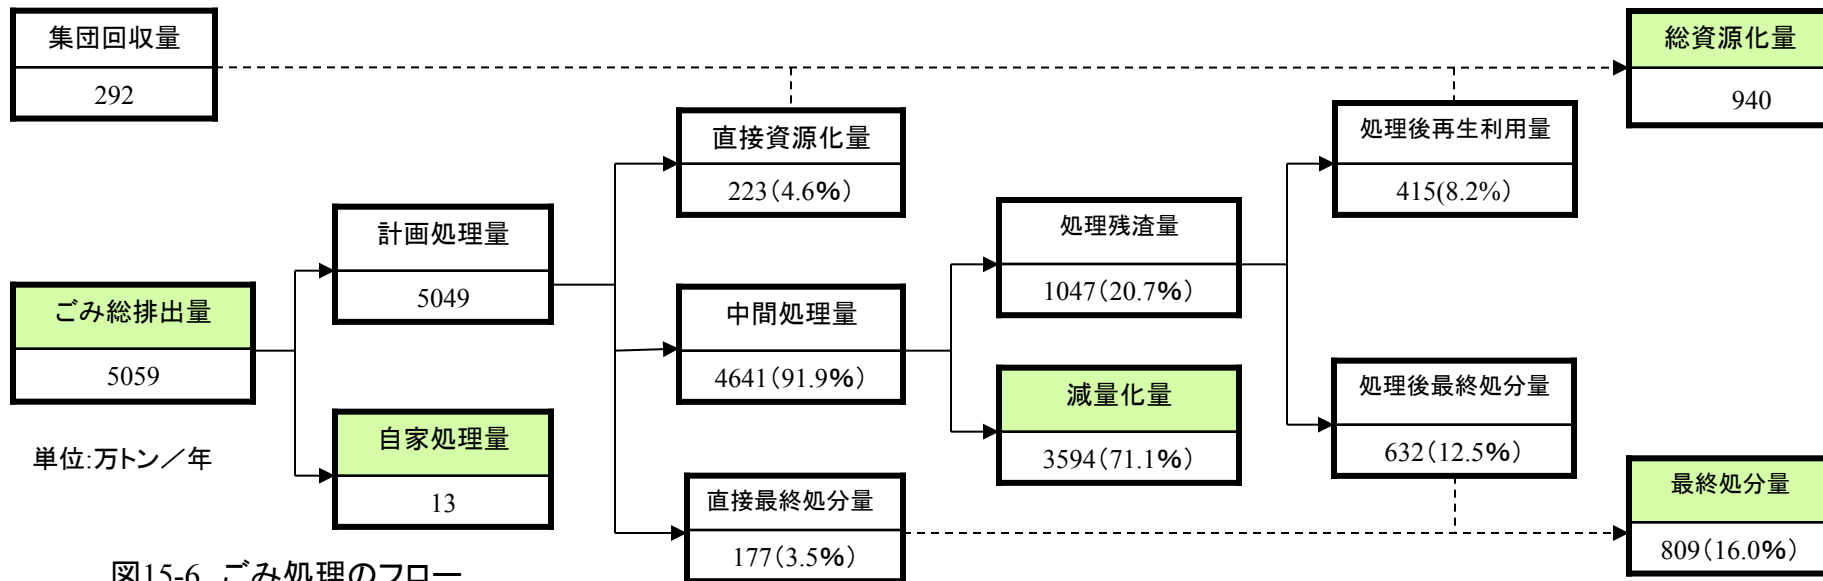 集団回収量
292
総資源化量
940
直接資源化量
223(4.6%)
処理後再生利用量
415(8.2%)
計画処理量
5049
処理残渣量
1047(20.7%)
ごみ総排出量
5059
中間処理量
4641(91.9%)
減量化量
3594(71.1%)
処理後最終処分量
632(12.5%)
自家処理量
13
単位:万トン/年
直接最終処分量
177(3.5%)
最終処分量
809(16.0%)
図15-6 ごみ処理のフロー